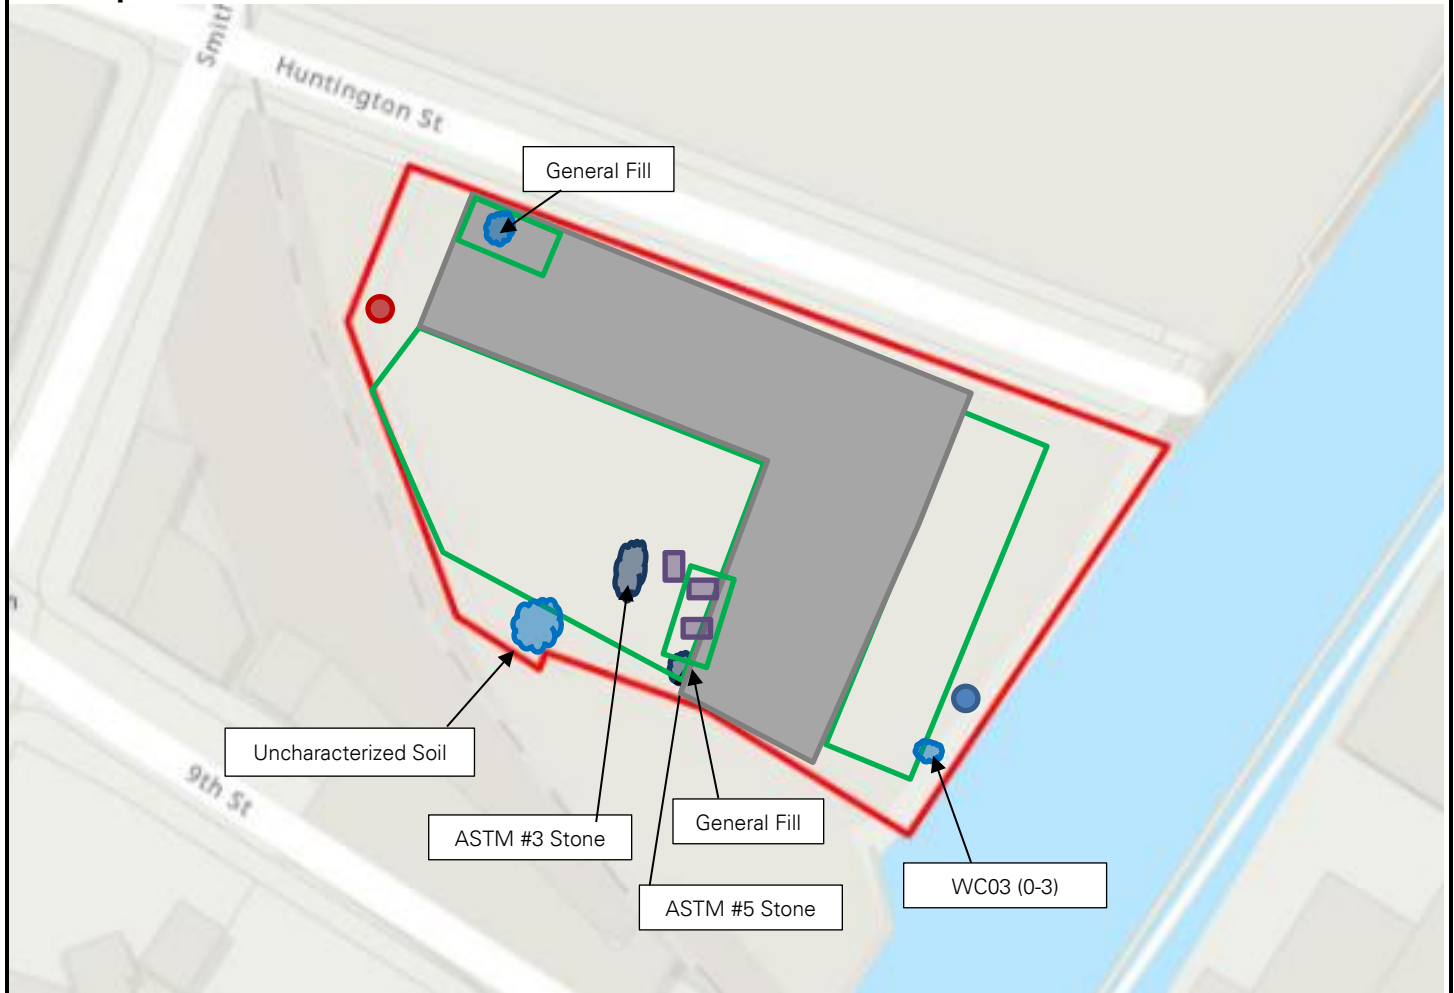 Smith
Huntington St
General Fill
Uncharacterized Soil
9th St
ASTM #3 Stone
General Fill
ASTM #5 Stone
WC03 (0-3)